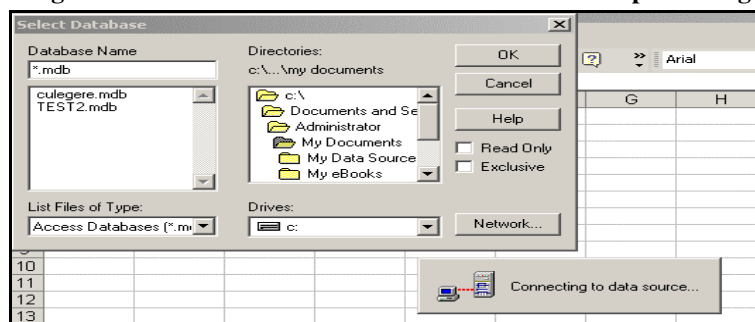 Select Database
Database Name
*.mdb
culegere.mdb
TEST2.mdb
List Files of Type:
Access Databases (*.m
Directories:
c:\...\my documents
c:\
Documents and Se
Administrator
My Documents
My Data Source
My eBooks
Drives:
c:
OK
Cancel
Help
Read Only
Exclusive
Network...
Arial
G H
10
11
12
13
Connecting to data source...